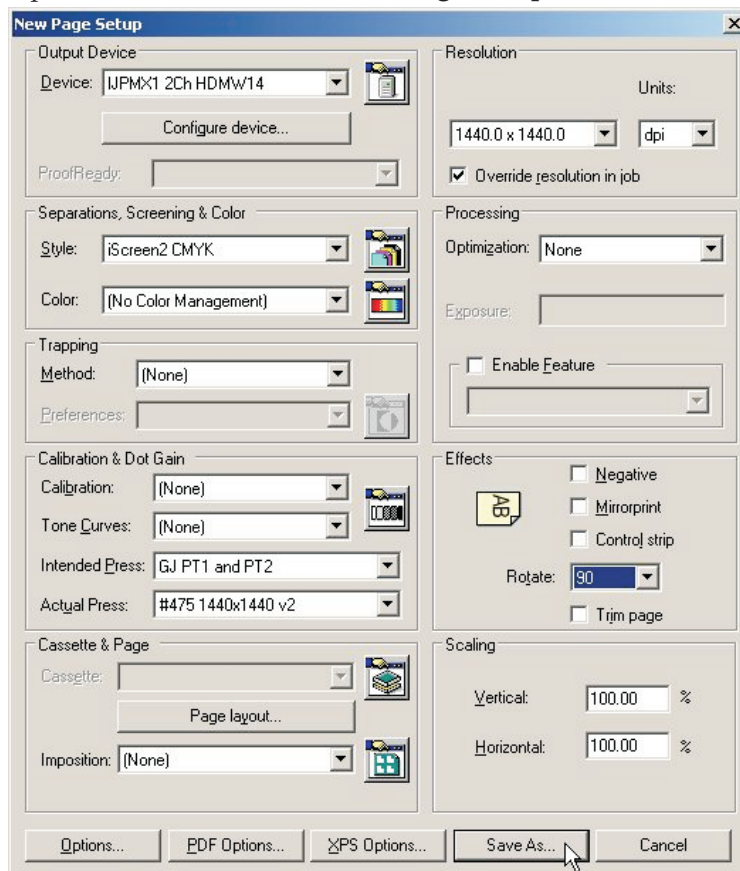 New Page Setup
Output Device
Device: IJPMX1 2Ch HDMW14
Configure device...
ProofReady:
Resolution
Units:
1440.0 x 1440.0 dpi
Override resolution in job
Separations, Screening & Color
Style: iScreen2 CMYK
Color: (No Color Management)
Processing
Optimization: None
Exposure:
Enable Feature
Trapping
Method: (None)
Preferences:
Calibration & Dot Gain
Calibration: (None)
Tone Curves: (None)
Intended Press: GJ PT1 and PT2
Actual Press: #475 1440x1440 v2
Effects
AB
Negative
Mirrorprint
Control strip
Rotate: 90
Trim page
Cassette & Page
Cassette:
Page layout...
Imposition: (None)
Scaling
Vertical: 100.00 %
Horizontal: 100.00 %
Options... PDF Options... XPS Options... Save As... Cancel